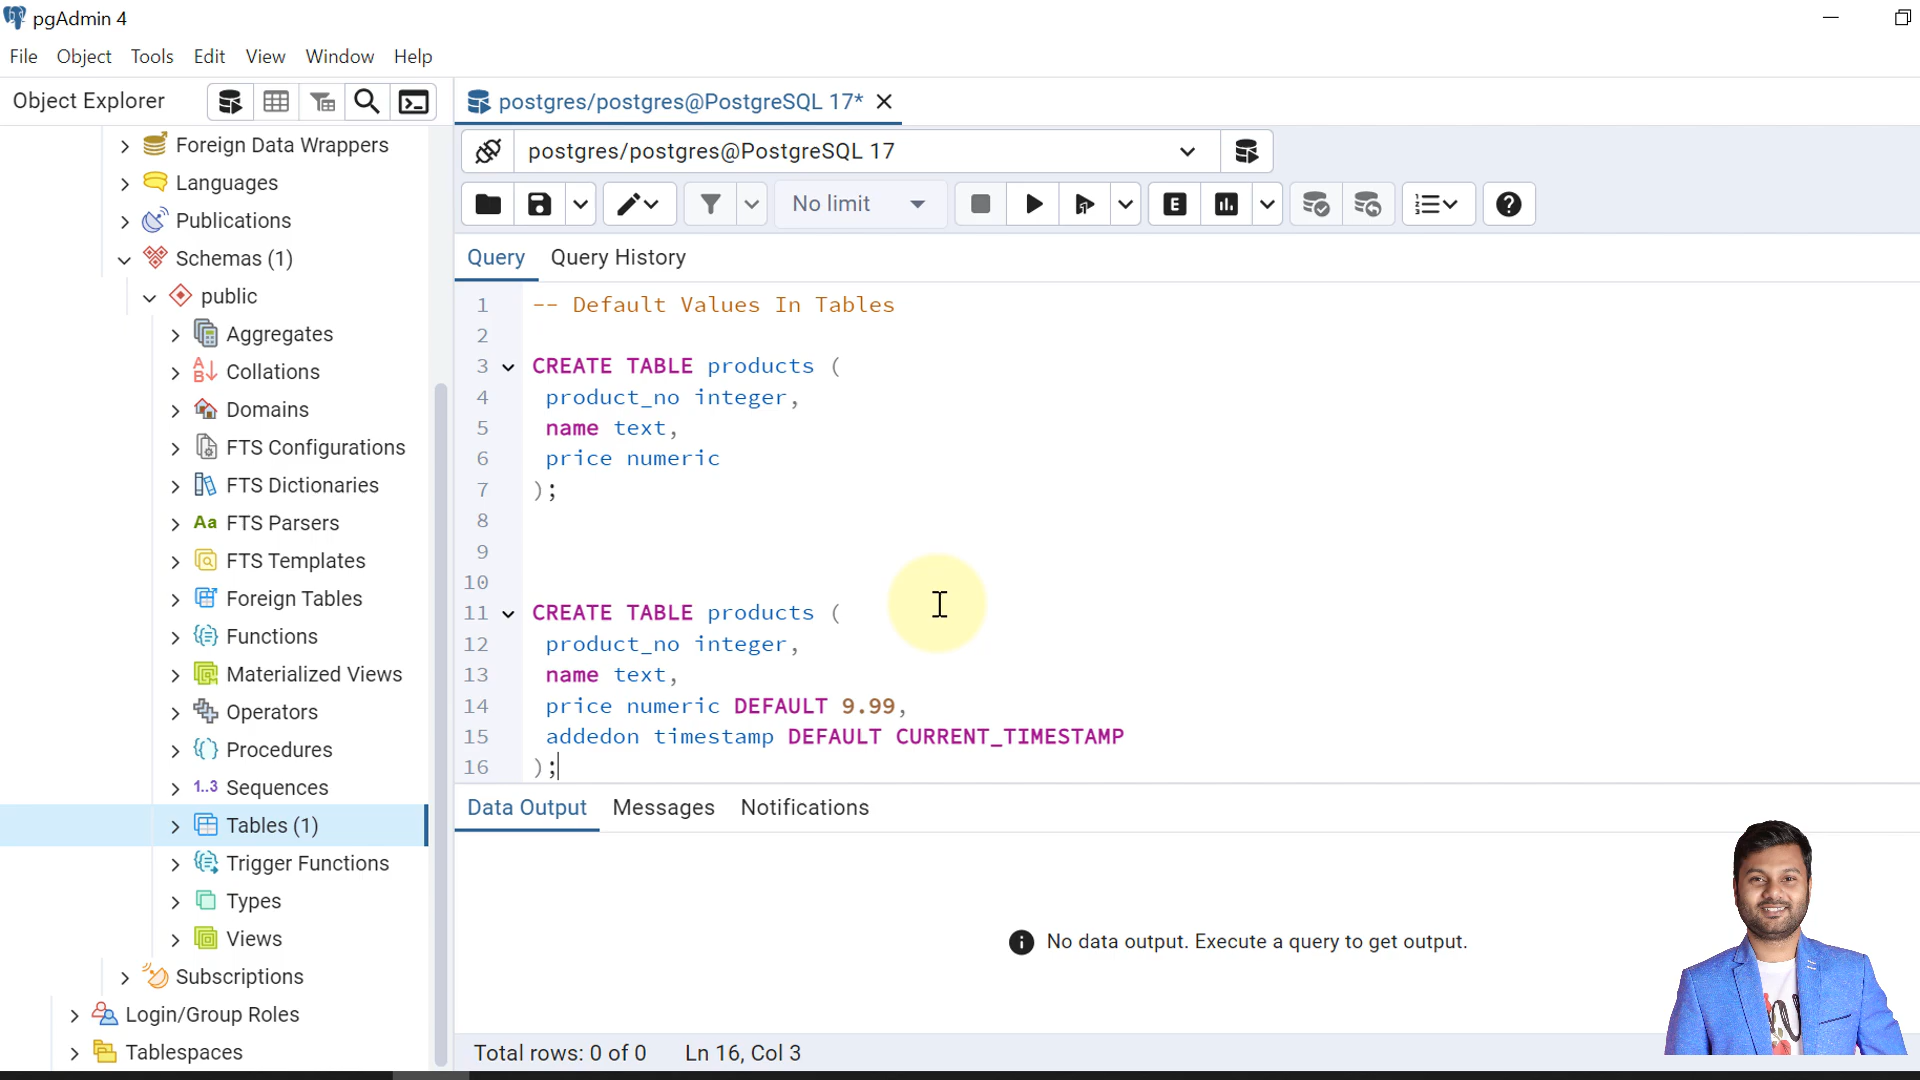 pgAdmin 4
File Object Tools Edit View Window Help
Object Explorer
Foreign Data Wrappers
Languages
Publications
Schemas (1)
public
Aggregates
Collations
Domains
FTS Configurations
FTS Dictionaries
Aa FTS Parsers
FTS Templates
Foreign Tables
Functions
Materialized Views
Operators
Procedures
1..3 Sequences
Tables (1)
Trigger Functions
Types
Views
Subscriptions
Login/Group Roles
Tablespaces
postgres/postgres@PostgreSQL 17*
postgres/postgres@PostgreSQL 17
No limit
E
Query Query History
1 -- Default Values In Tables
2
3 CREATE TABLE products (
4 product_no integer,
5 name text,
6 price numeric
7 );
8
9
10
11 CREATE TABLE products (
12 product_no integer,
13 name text,
14 price numeric DEFAULT 9.99,
15 addedon timestamp DEFAULT CURRENT_TIMESTAMP
16 );
Data Output Messages Notifications
No data output. Execute a query to get output.
Total rows: 0 of 0 Ln 16, Col 3